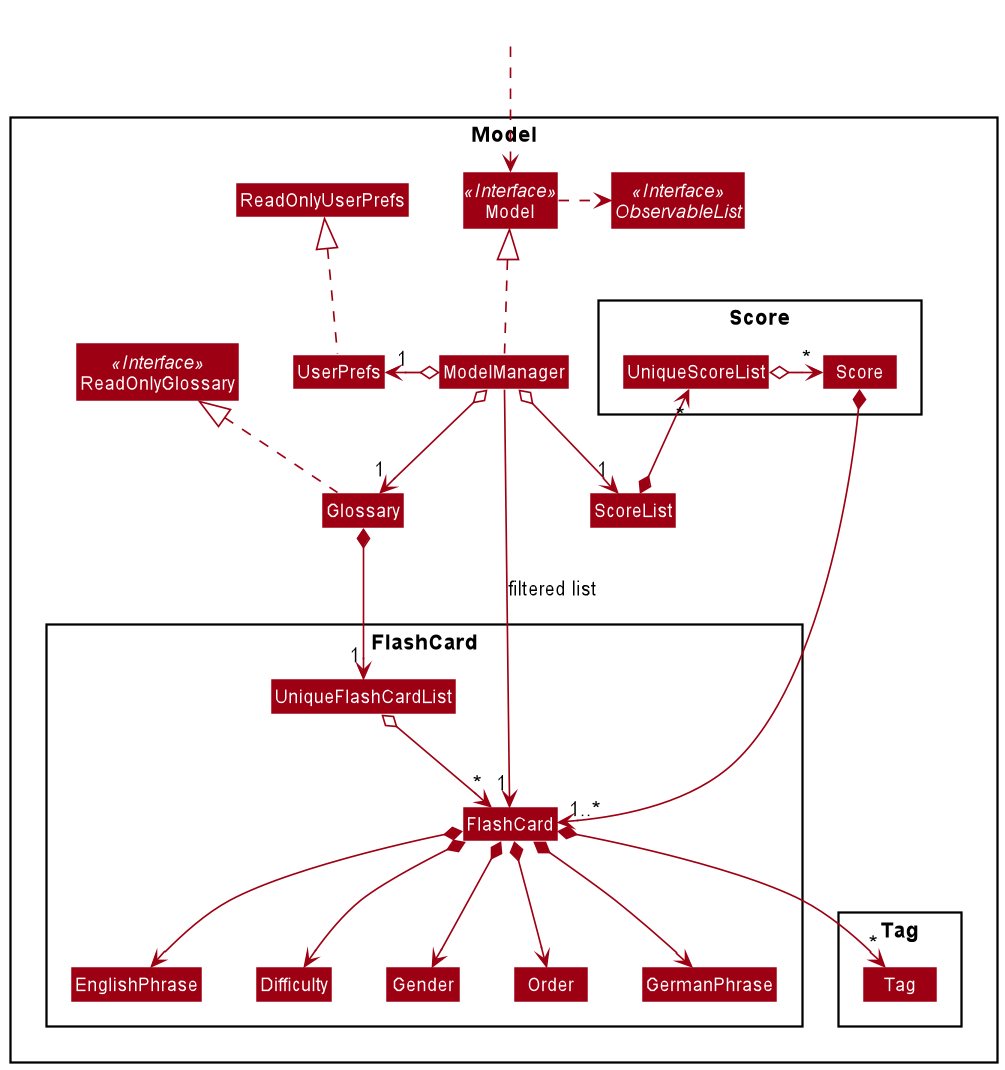 Model
ReadOnlyUserPrefs
«Interface»
Model
«Interface»
ObservableList
Score
«Interface»
ReadOnlyGlossary
UserPrefs
1
ModelManager
UniqueScoreList
*
Score
*
1
1
Glossary
ScoreList
filtered list
FlashCard
1
UniqueFlashCardList
*
1
1..*
FlashCard
Tag
*
EnglishPhrase
Difficulty
Gender
Order
GermanPhrase
Tag